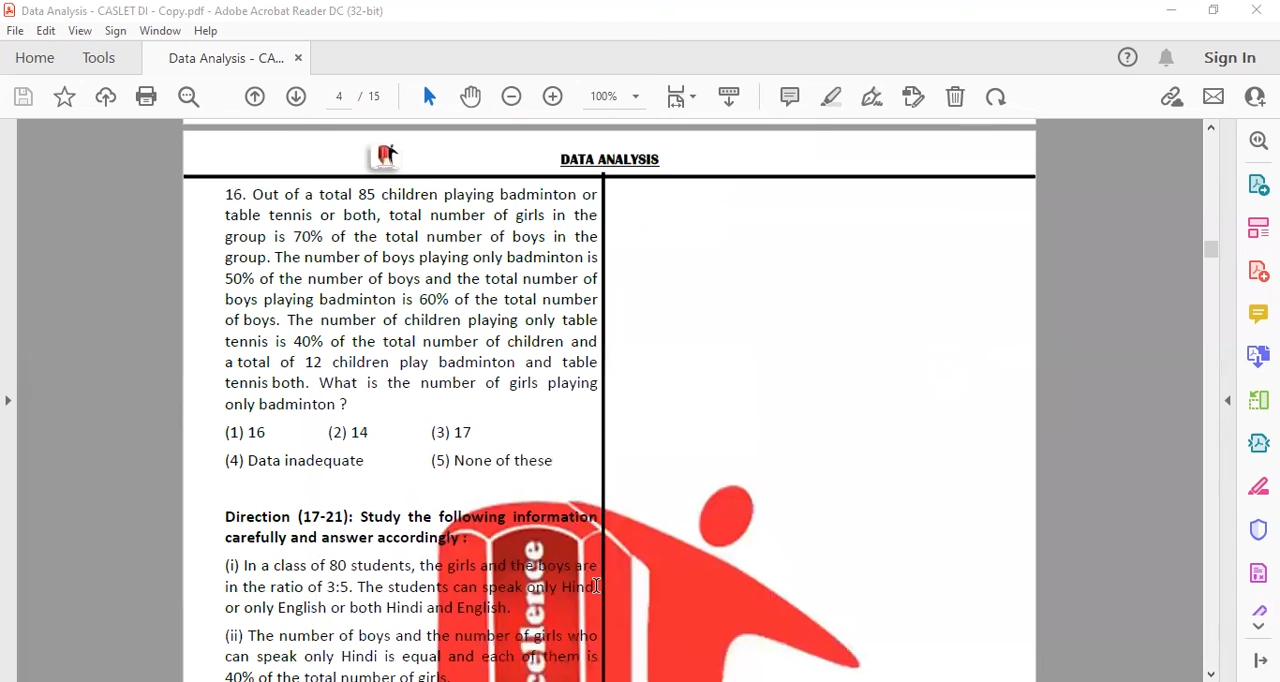 Data Analysis - CASLET DI - Copy.pdf - Adobe Acrobat Reader DC (32-bit)
File Edit View Sign Window Help
Home Tools Data Analysis - CA... × Sign In
4 / 15 100%
DATA ANALYSIS
16. Out of a total 85 children playing badminton or
table tennis or both, total number of girls in the
group is 70% of the total number of boys in the
group. The number of boys playing only badminton is
50% of the number of boys and the total number of
boys playing badminton is 60% of the total number
of boys. The number of children playing only table
tennis is 40% of the total number of children and
a total of 12 children play badminton and table
tennis both. What is the number of girls playing
only badminton ?
(1) 16 (2) 14 (3) 17
(4) Data inadequate (5) None of these
Direction (17-21): Study the following information
carefully and answer accordingly :
(i) In a class of 80 students, the girls and the boys are
in the ratio of 3:5. The students can speak only Hindi
or only English or both Hindi and English.
(ii) The number of boys and the number of girls who
can speak only Hindi is equal and each of them is
40% of the total number of girls.
ellence